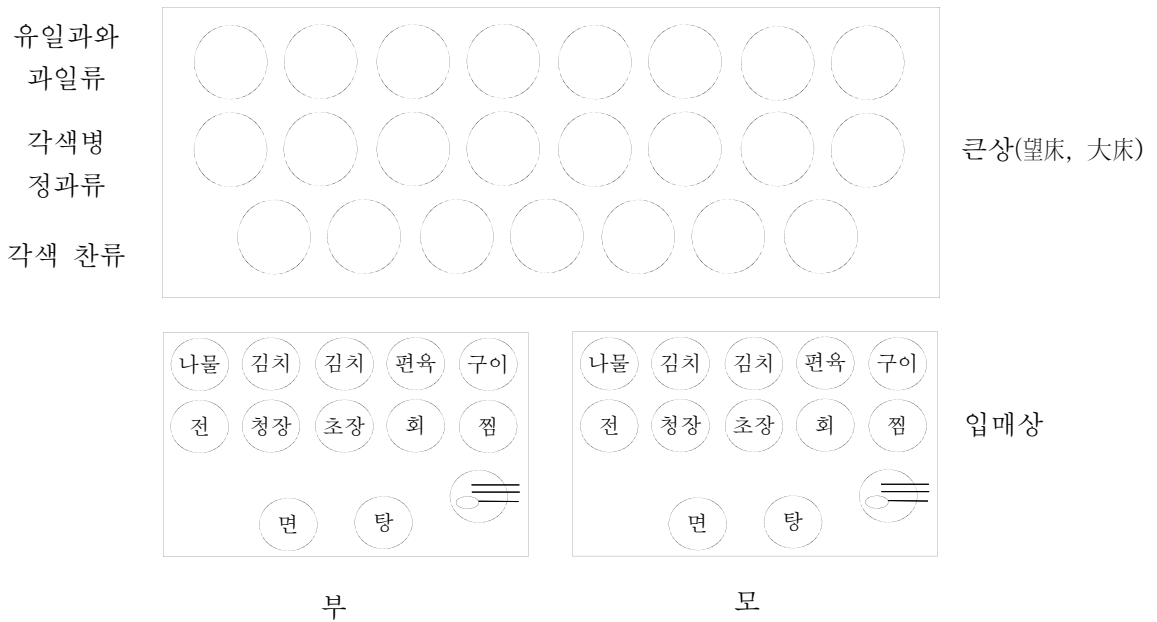 유일과와
과일류
각색병
정과류
각색 찬류
큰상(望床, 大床)
나물 김치 김치 편육 구이
전 청장 초장 회 찜
면 탕
나물 김치 김치 편육 구이
전 청장 초장 회 찜
면 탕
입매상
부
모